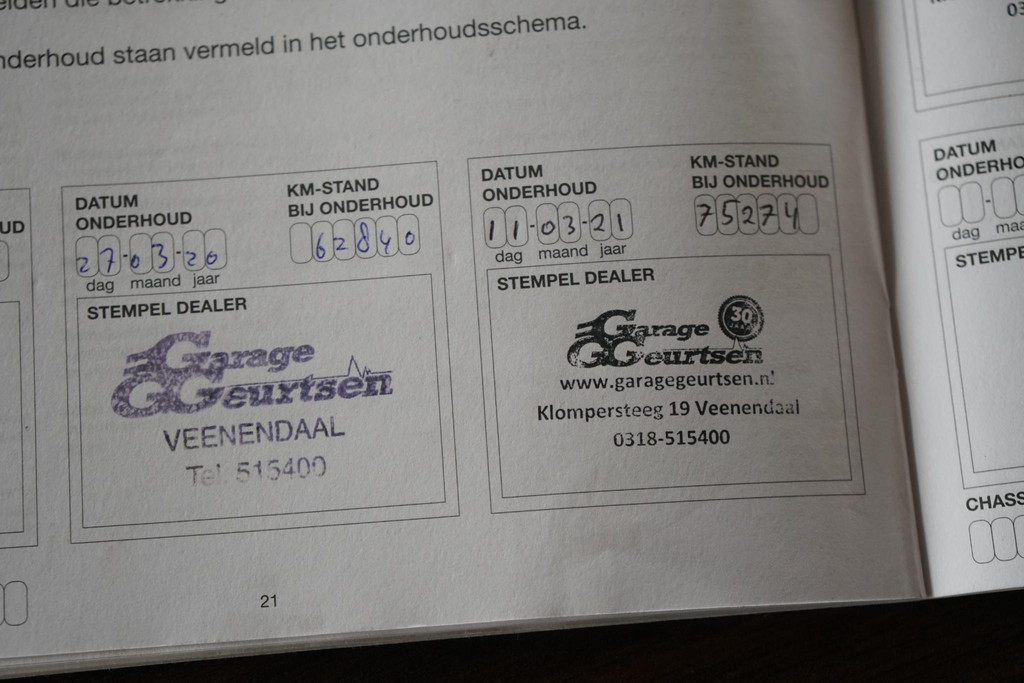 nderhoud staan vermeld in het onderhoudsschema.
UD
DATUM
ONDERHOUD
KM-STAND
BIJ ONDERHOUD
27-03-20
62840
dag maand jaar
STEMPEL DEALER
Garage
Geurtsen
VEENENDAAL
Tel. 515400
DATUM
ONDERHOUD
KM-STAND
BIJ ONDERHOUD
11-03-21
75274
dag maand jaar
STEMPEL DEALER
Garage
Geurtsen
30
www.garagegeurtsen.nl
Klompersteeg 19 Veenendaal
0318-515400
21
03
DATUM
ONDERHO
dag maa
STEMPE
CHASS